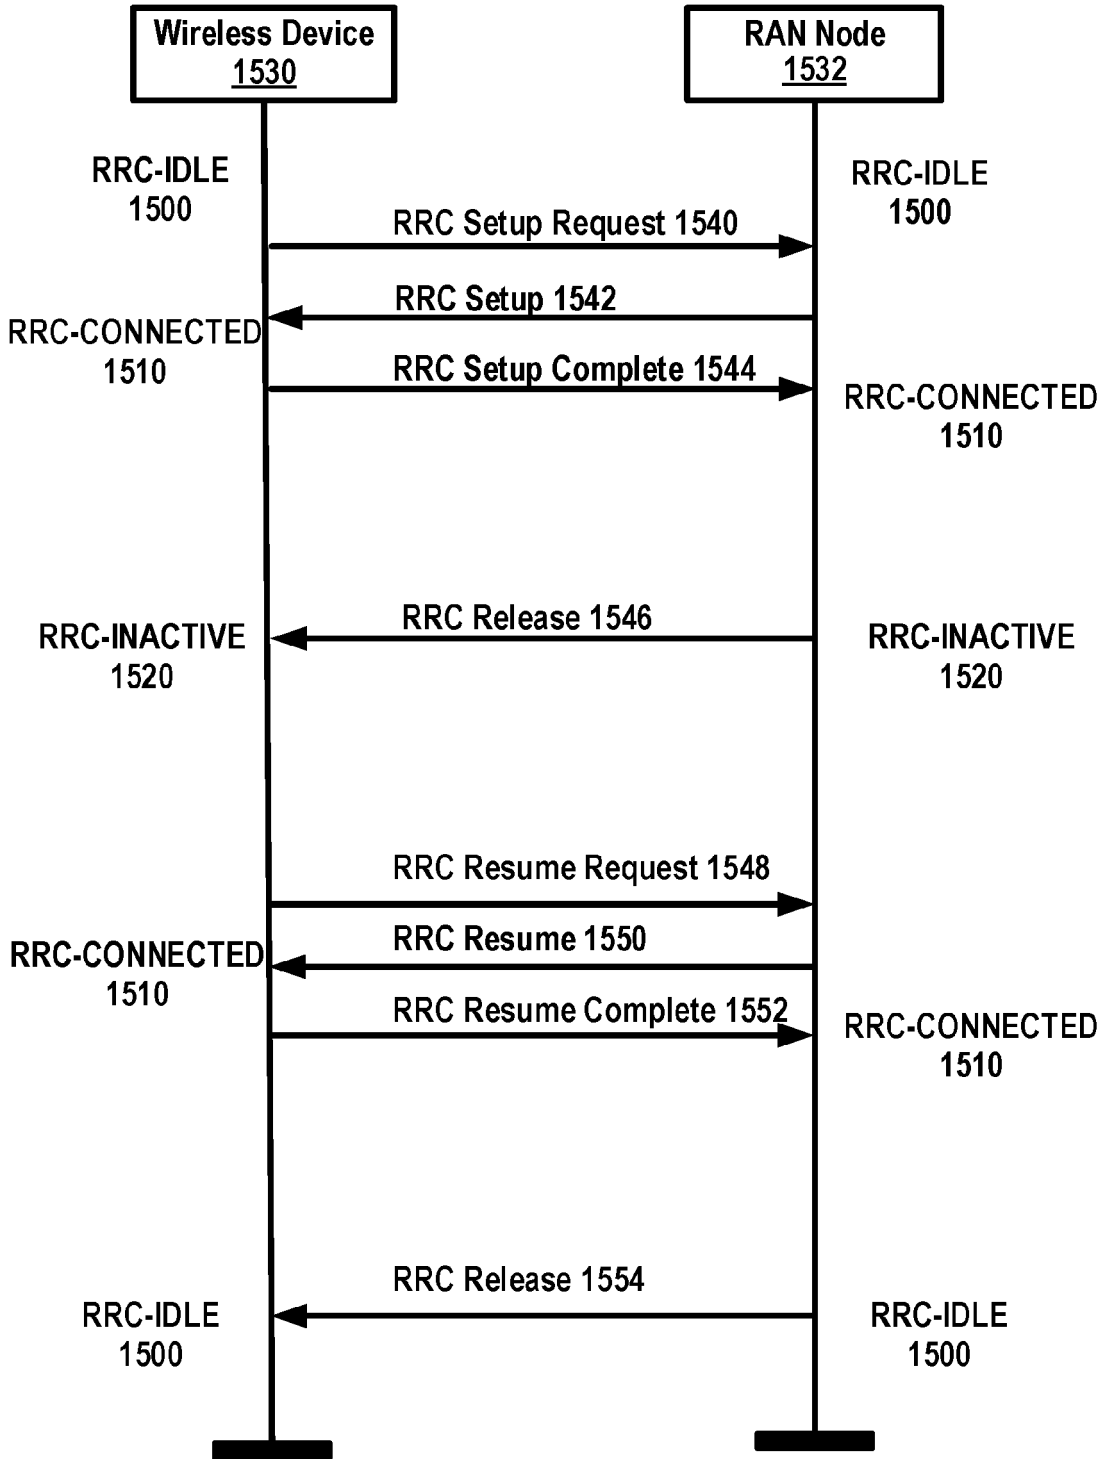 Wireless Device
1530
RAN Node
1532
RRC-IDLE
1500
RRC-IDLE
1500
RRC Setup Request 1540
RRC Setup 1542
RRC-CONNECTED
1510
RRC Setup Complete 1544
RRC-CONNECTED
1510
RRC Release 1546
RRC-INACTIVE
1520
RRC-INACTIVE
1520
RRC Resume Request 1548
RRC Resume 1550
RRC-CONNECTED
1510
RRC Resume Complete 1552
RRC-CONNECTED
1510
RRC Release 1554
RRC-IDLE
1500
RRC-IDLE
1500